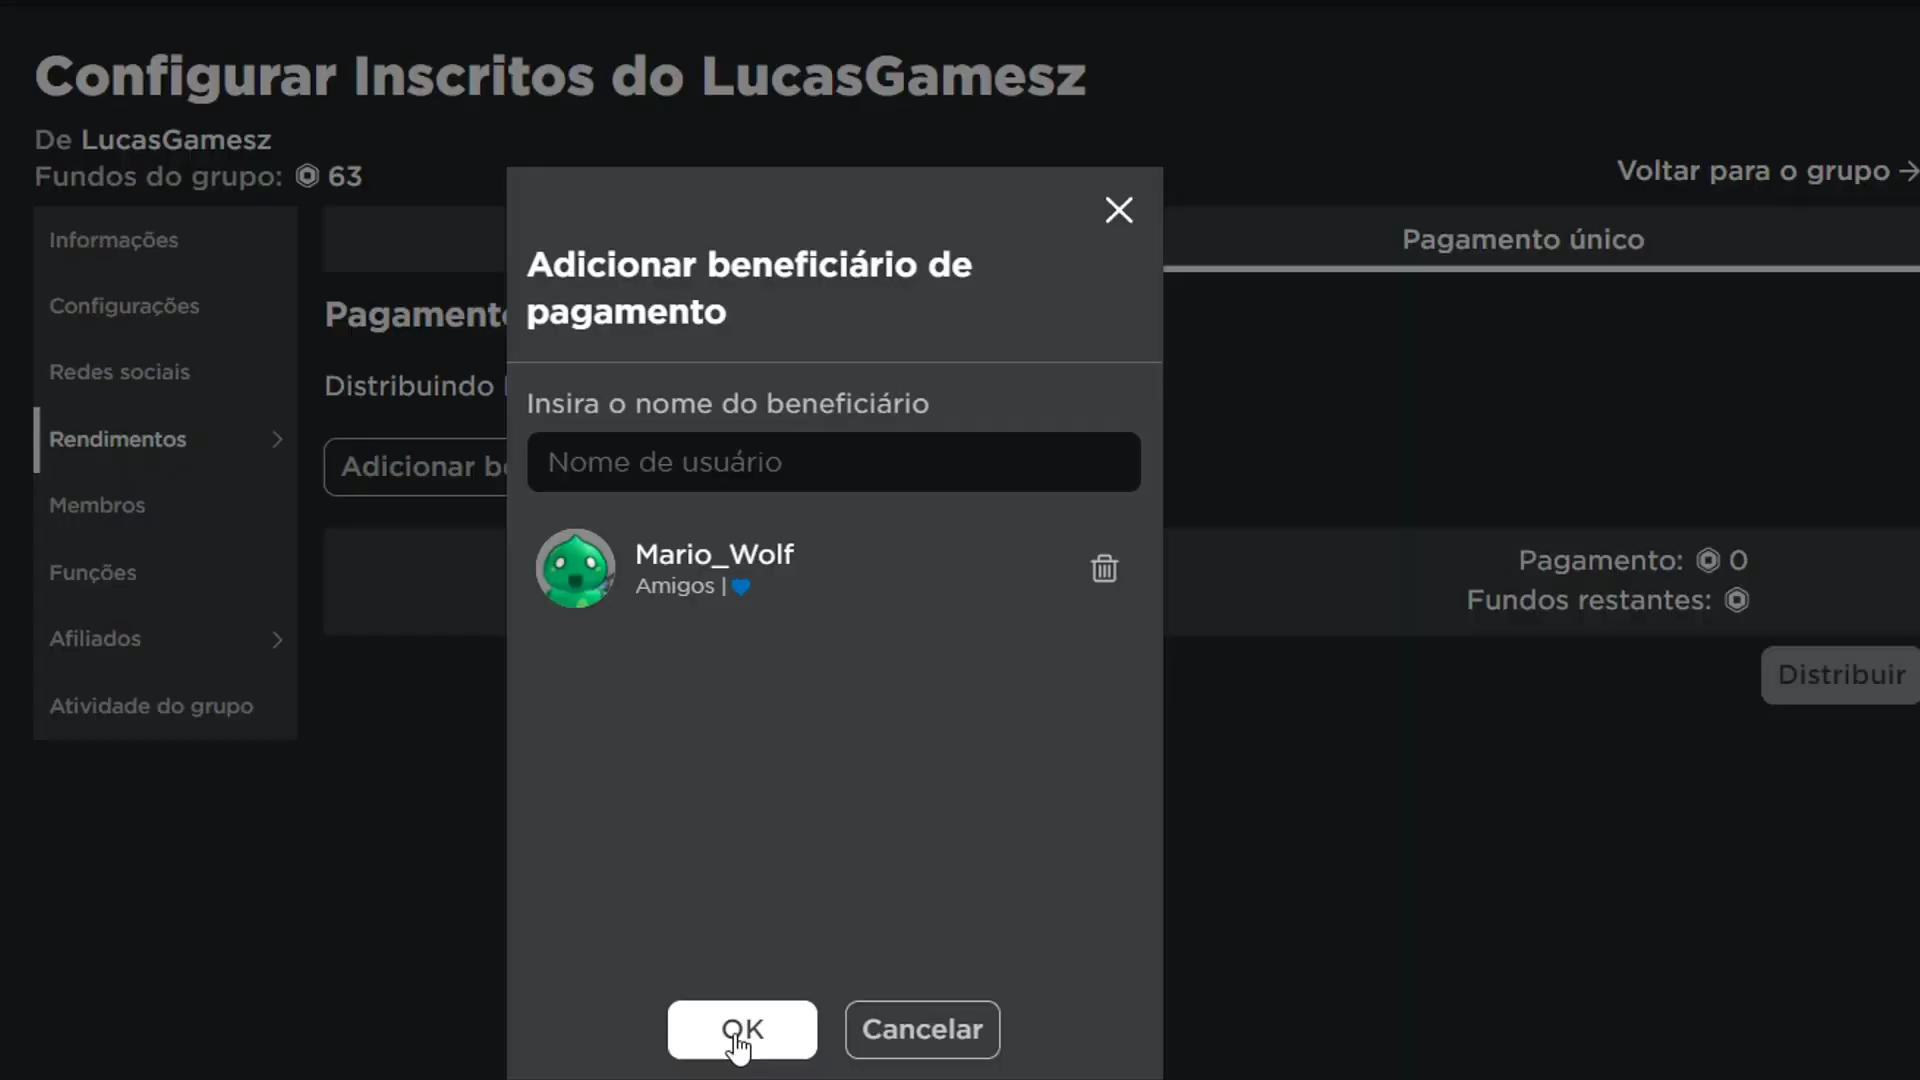 Configurar Inscritos do LucasGamesz
De LucasGamesz
Fundos do grupo: 63
Voltar para o grupo
Informações
Configurações
Redes sociais
Rendimentos
Membros
Funções
Afiliados
Atividade do grupo
Pagamento único
Distribuindo
Adicionar
Pagamento: 0
Fundos restantes:
Distribuir
Adicionar beneficiário de
pagamento
Insira o nome do beneficiário
Nome de usuário
Mario_Wolf
Amigos |
OK
Cancelar